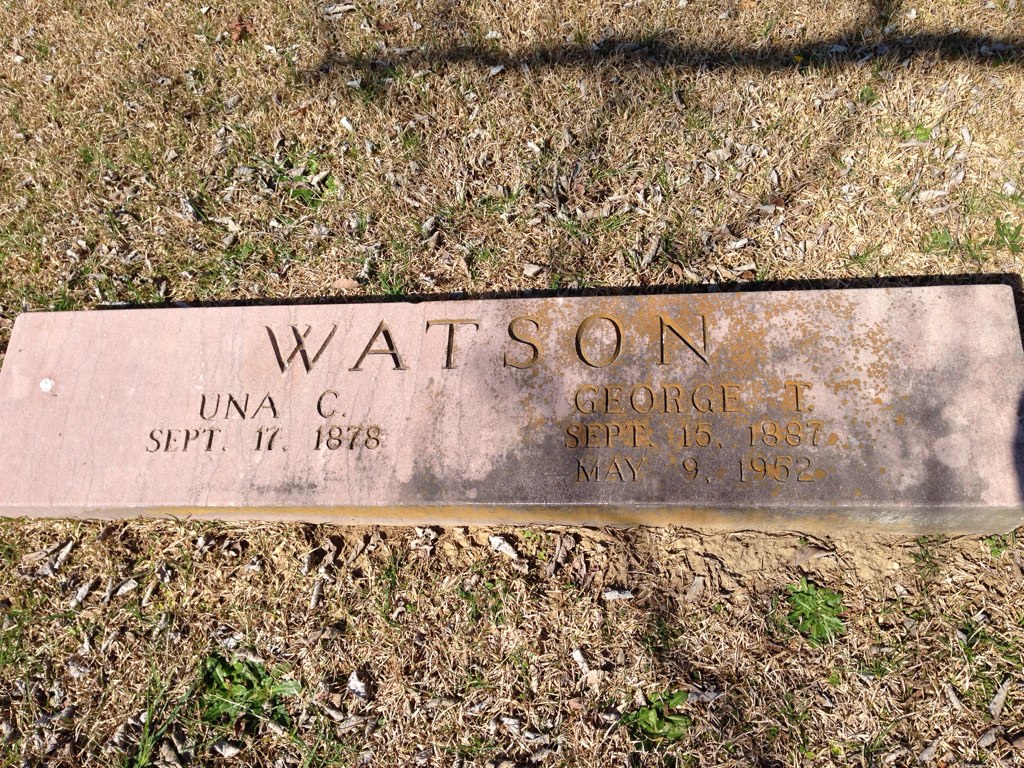 WATSON
UNA C.
SEPT. 17, 1878
GEORGE T.
SEPT. 15, 1887
MAY 9, 1952